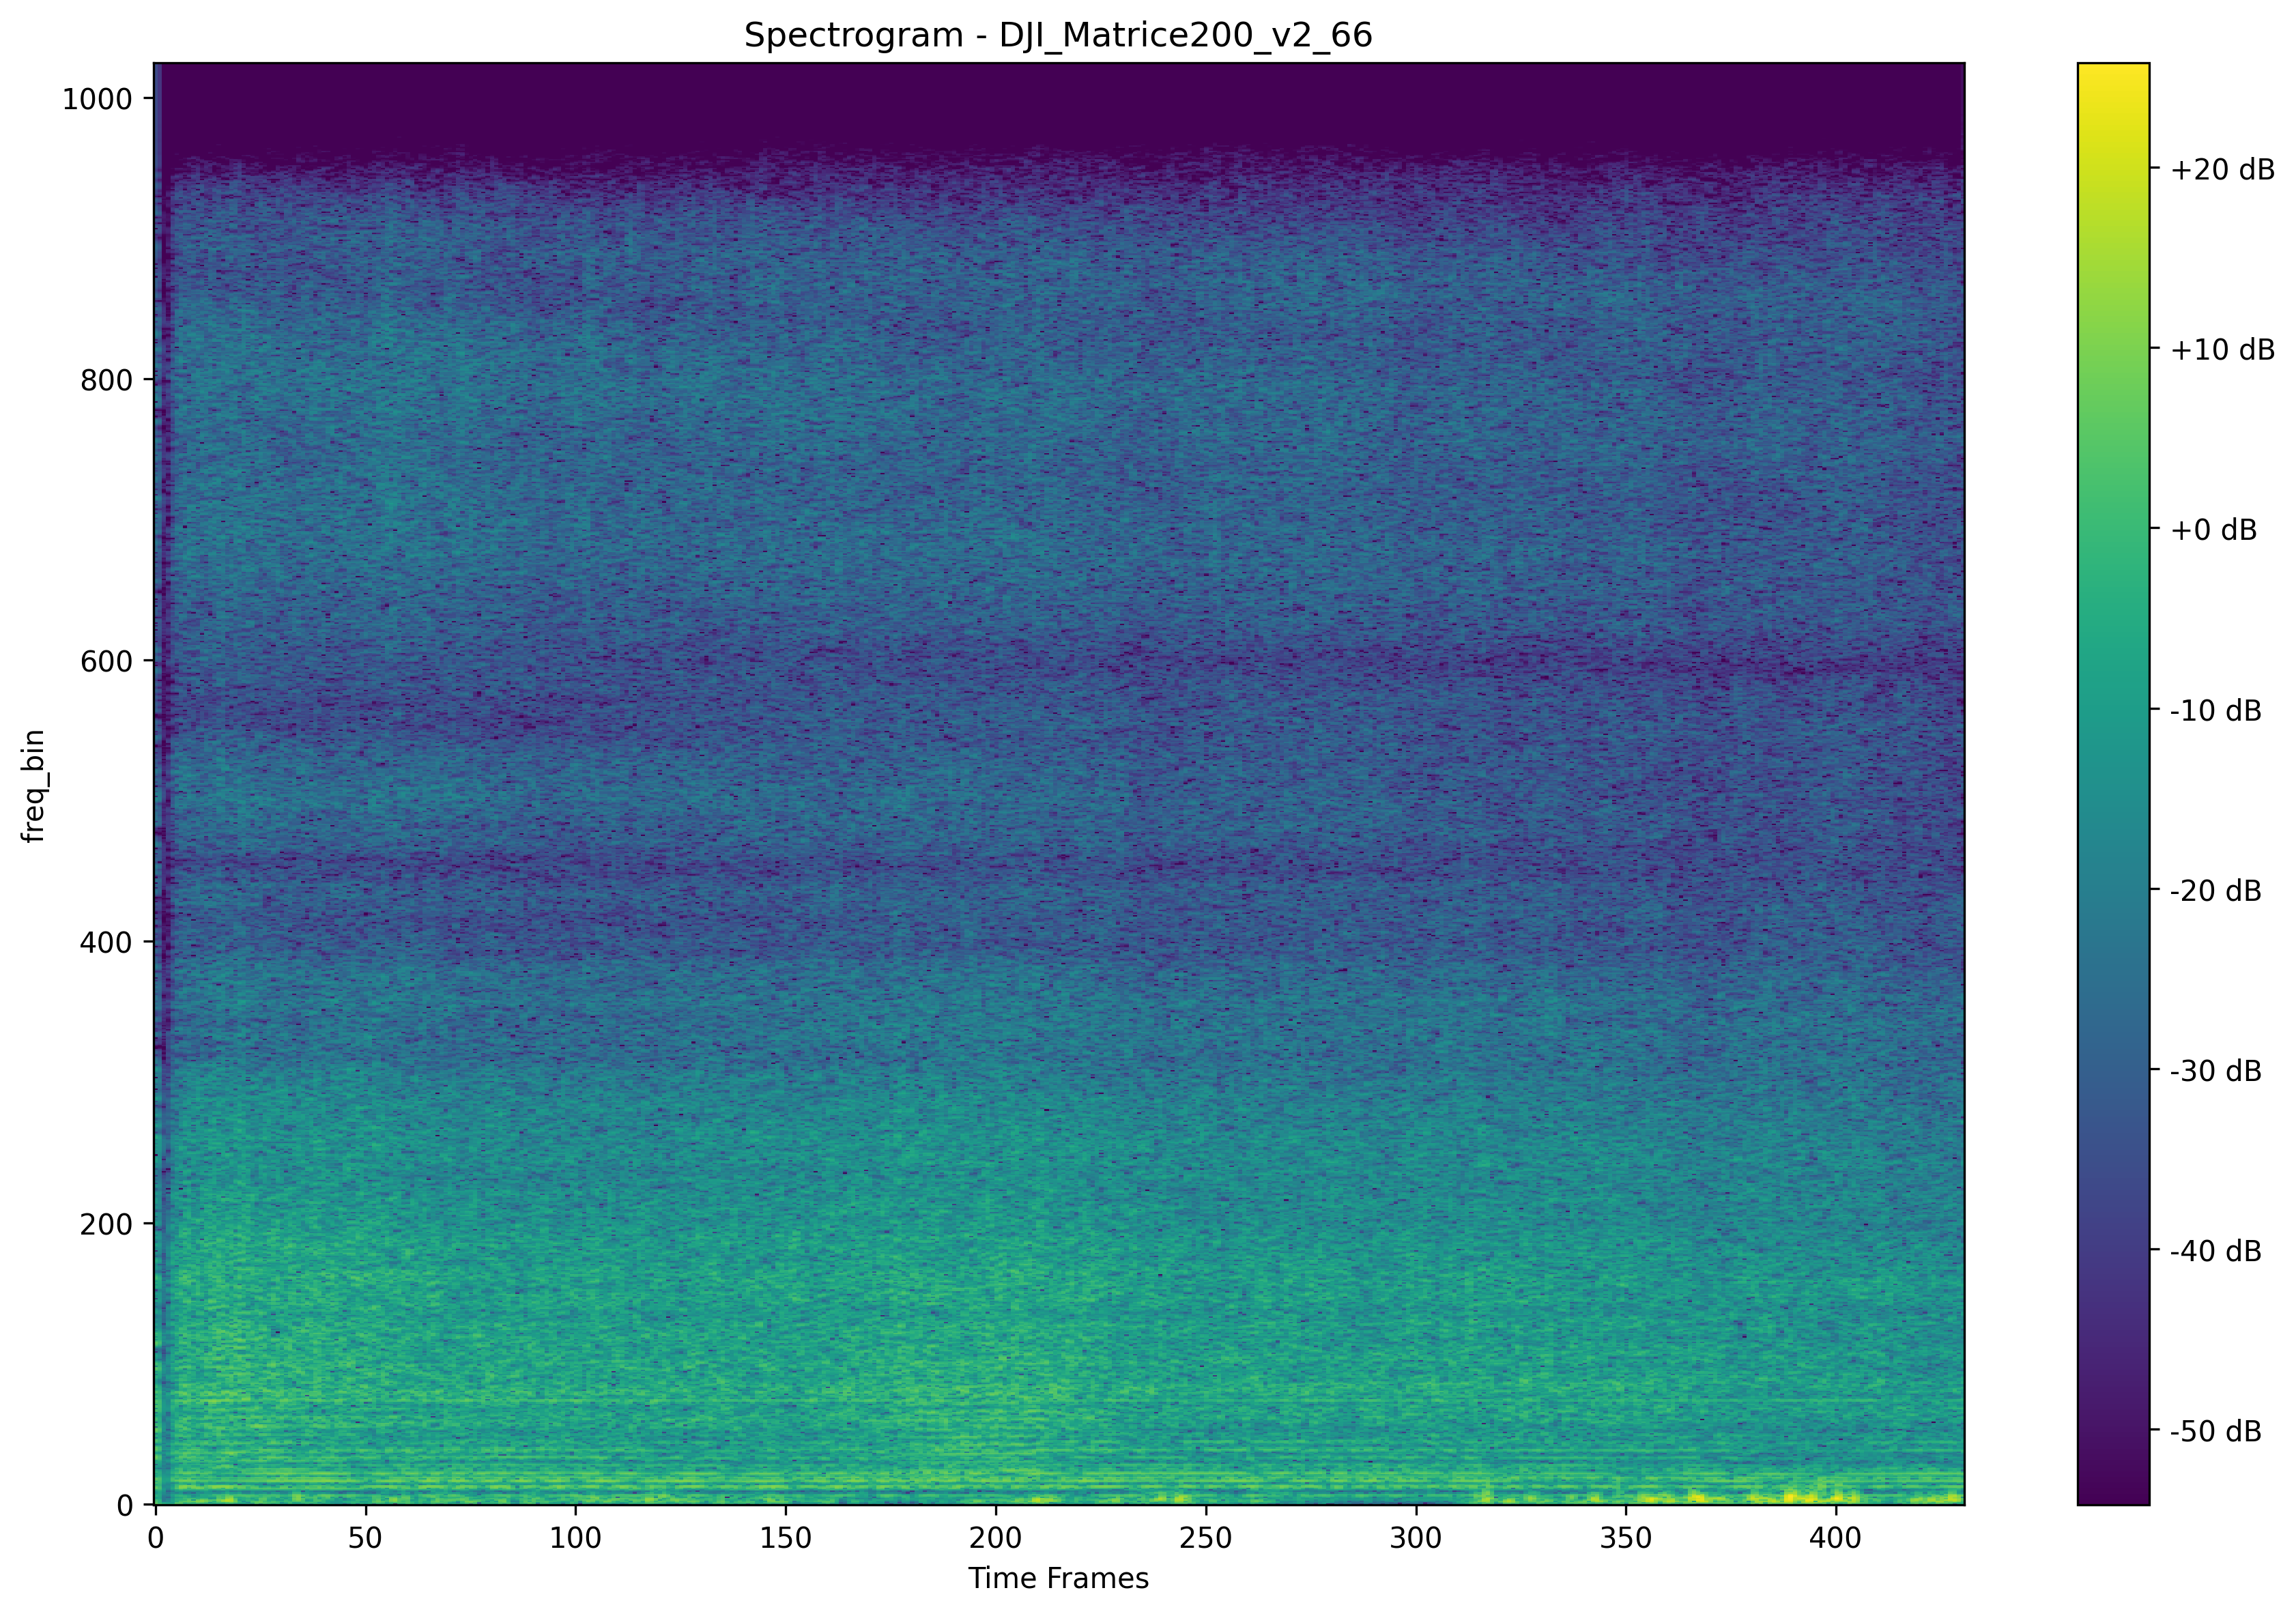 Spectrogram - DJI_Matrice200_v2_66
1000
800
600
400
200
0
freq_bin
0 50 100 150 200 250 300 350 400
Time Frames
+20 dB
+10 dB
+0 dB
-10 dB
-20 dB
-30 dB
-40 dB
-50 dB